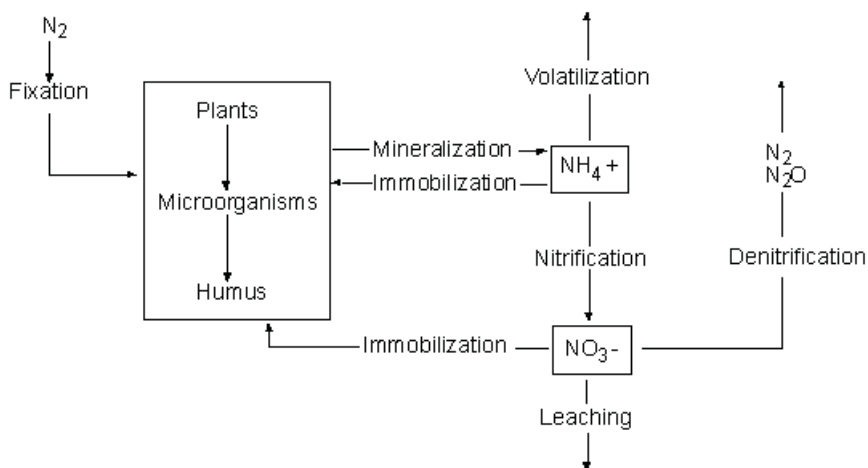 N₂
Fixation
Plants
Microorganisms
Humus
Mineralization
Immobilization
Volatilization
NH₄+
Nitrification
N₂
N₂O
Denitrification
Immobilization
NO₃-
Leaching